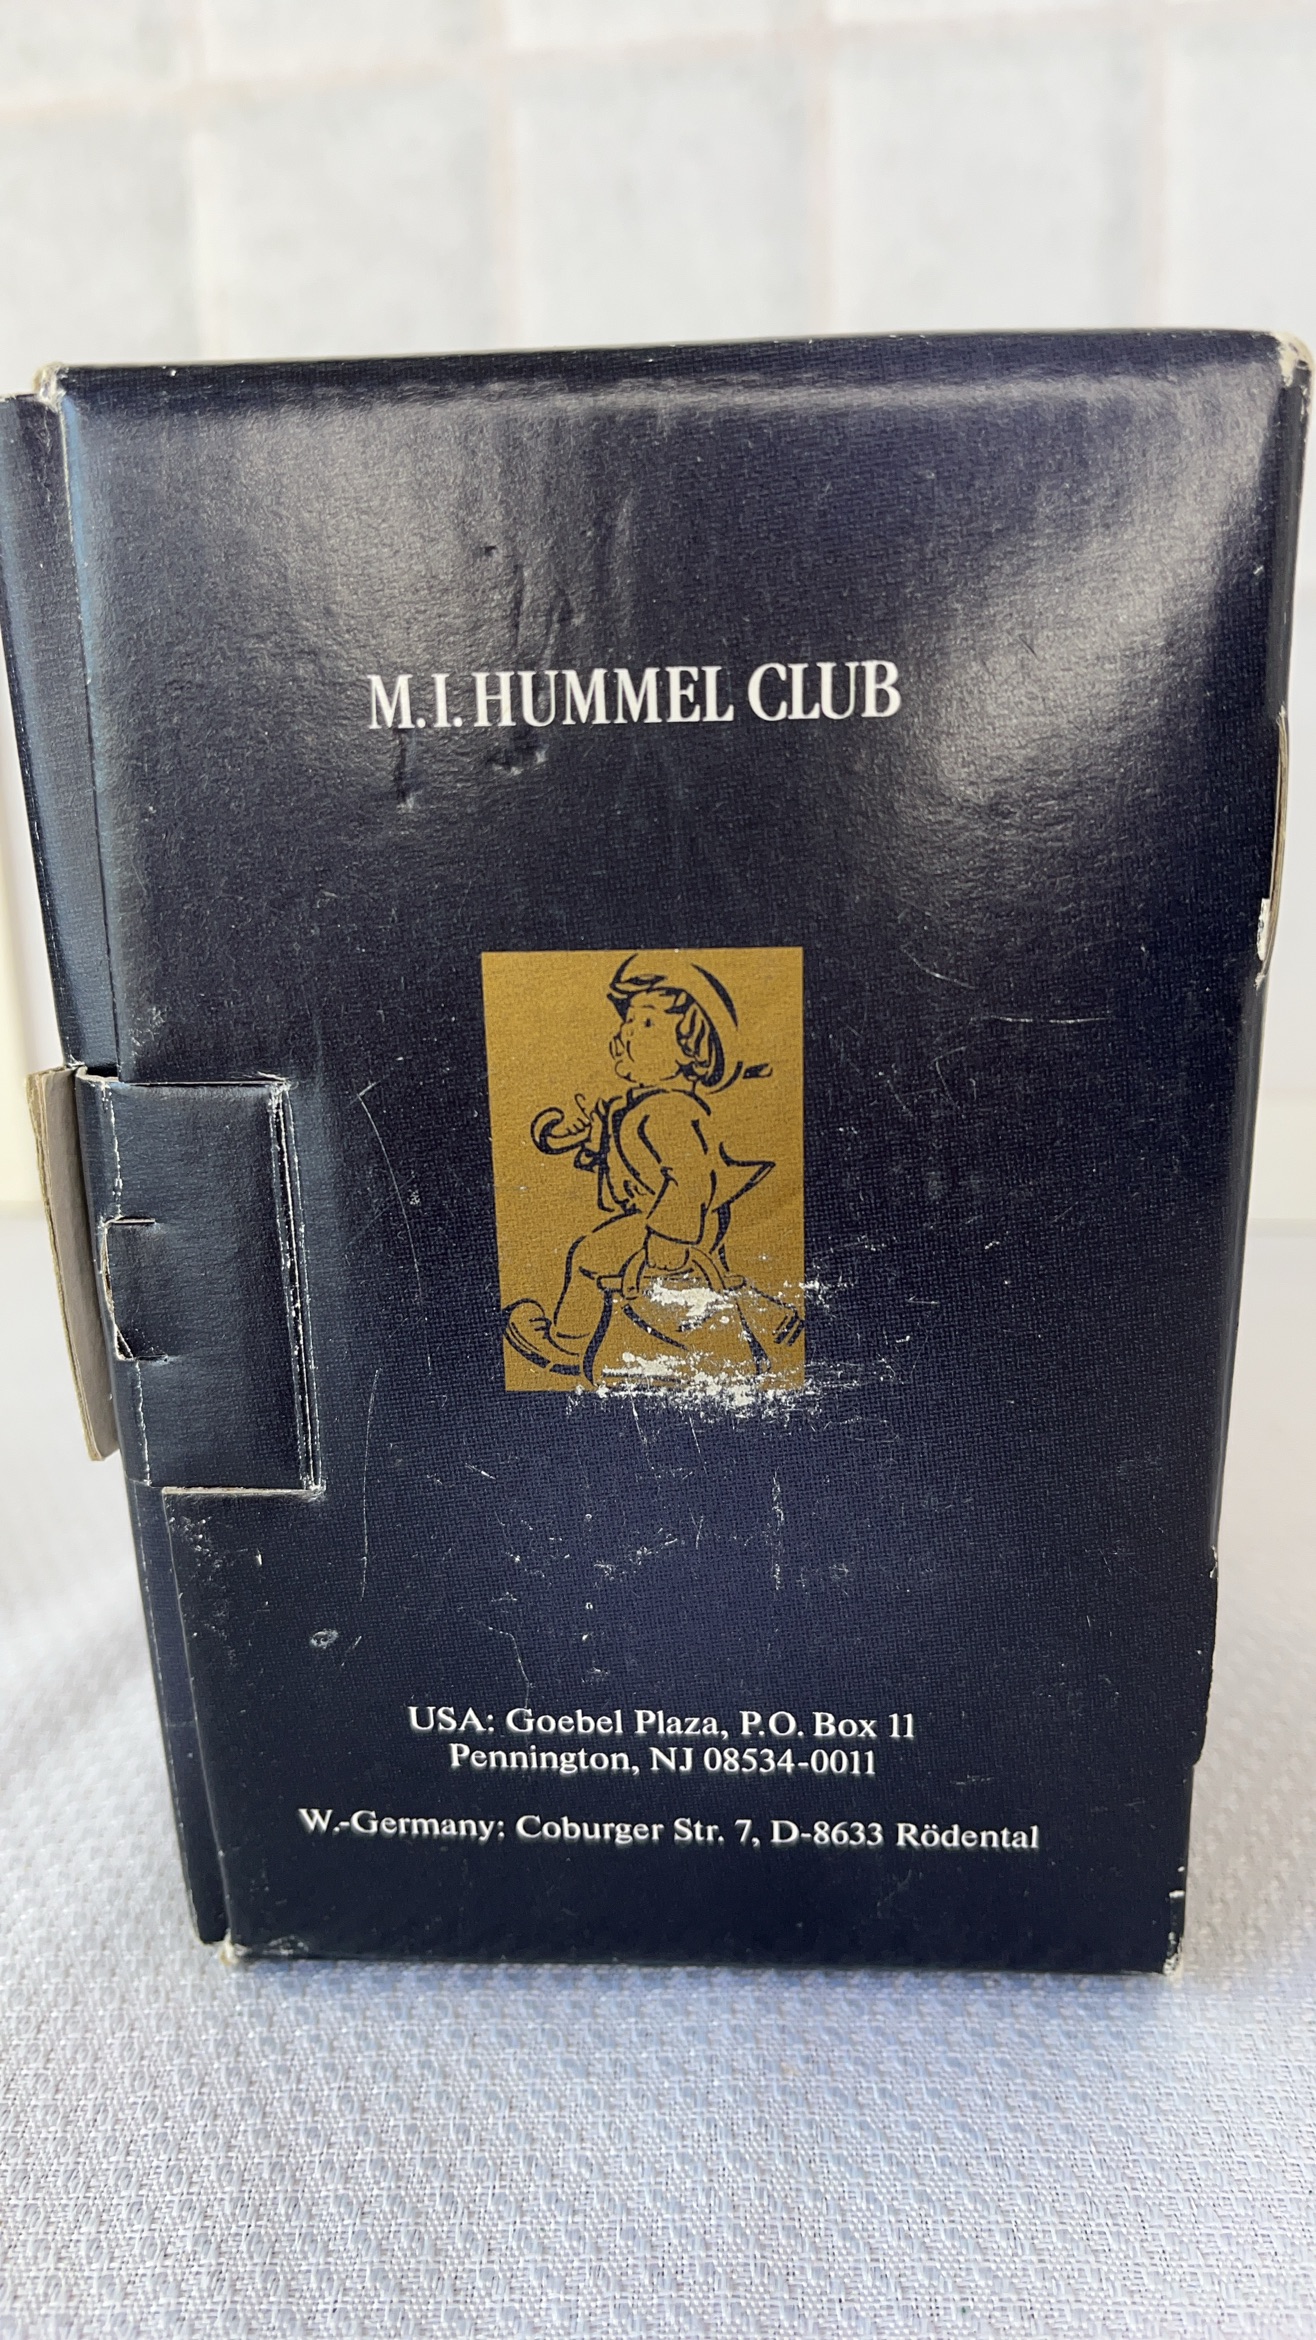 M.I. HUMMEL CLUB
USA: Goebel Plaza, P.O. Box 11
Pennington, NJ 08534-0011
W.-Germany: Coburger Str. 7, D-8633 Rödental